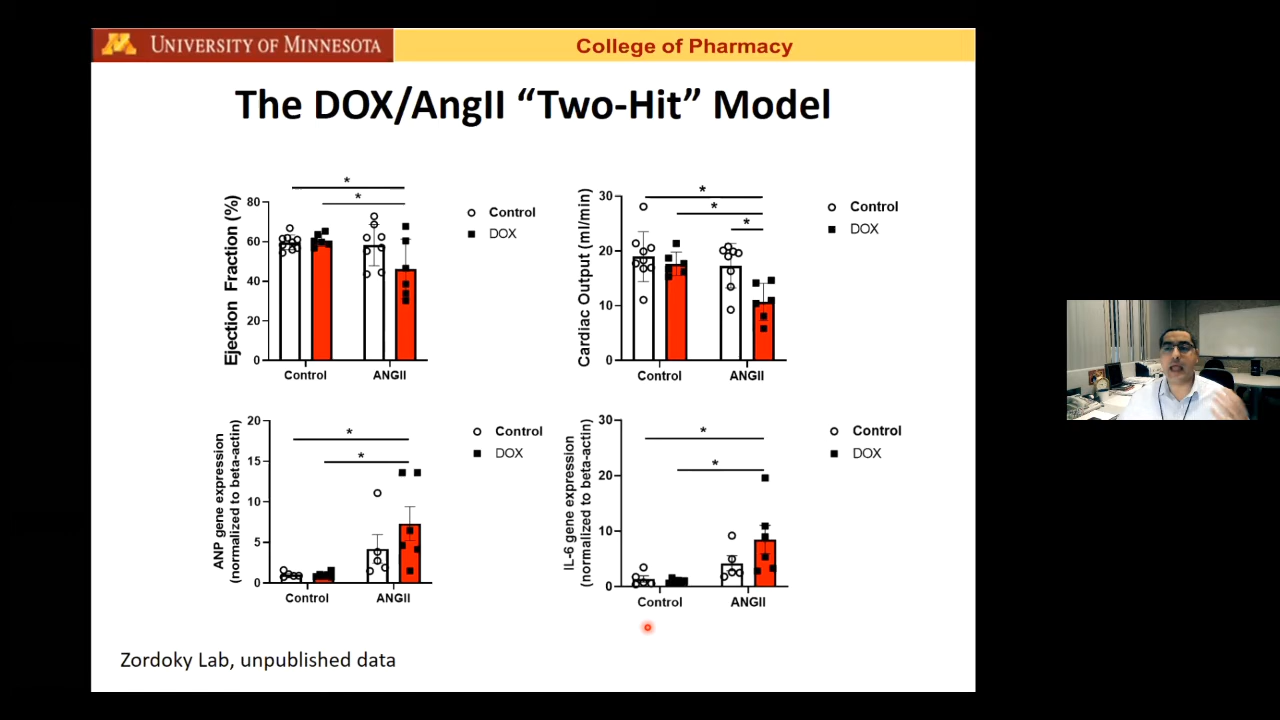 UNIVERSITY OF MINNESOTA
College of Pharmacy
The DOX/AngII “Two-Hit” Model
Ejection Fraction (%)
80
60
40
20
0
*
*
Control
ANGII
Control
DOX
Cardiac Output (ml/min)
30
20
10
0
*
*
*
Control
ANGII
Control
DOX
ANP gene expression
(normalized to beta-actin)
20
15
10
5
0
*
*
Control
ANGII
Control
DOX
IL-6 gene expression
(normalized to beta-actin)
30
20
10
0
*
*
Control
ANGII
Control
DOX
Zordoky Lab, unpublished data